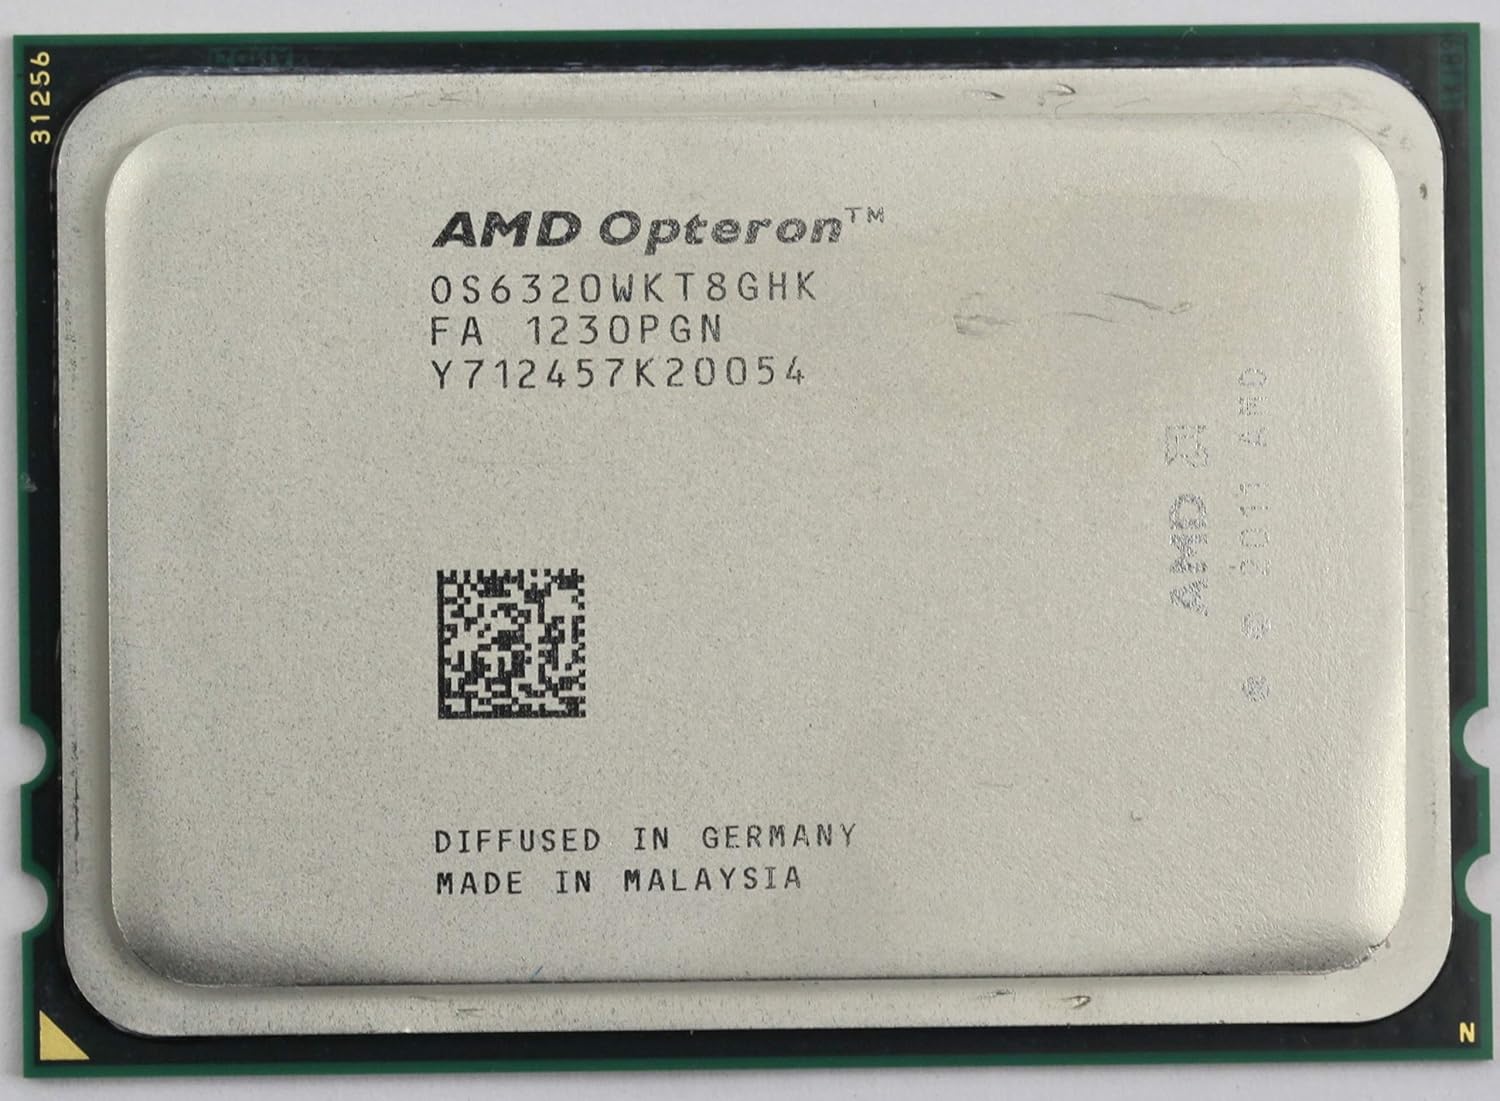 31256
AMD Opteron™
OS6320WKT8GHK
FA 1230PGN
Y712457K20054
AMD
© 2011 AMD
DIFFUSED IN GERMANY
MADE IN MALAYSIA
N